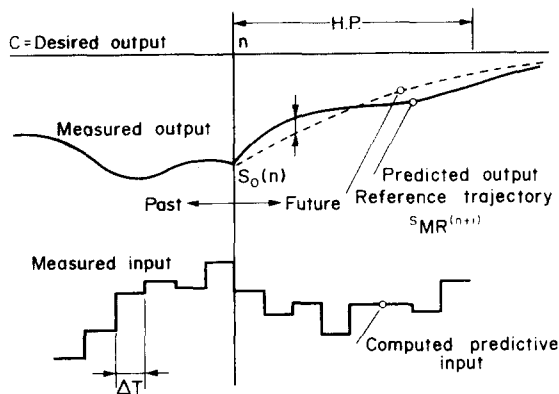 H.P.
C = Desired output
n
Measured output
S₀(n)
Past
Future
Predicted output
Reference trajectory
ˢMR⁽ⁿ⁺ⁱ⁾
Measured input
Computed predictive
input
ΔT